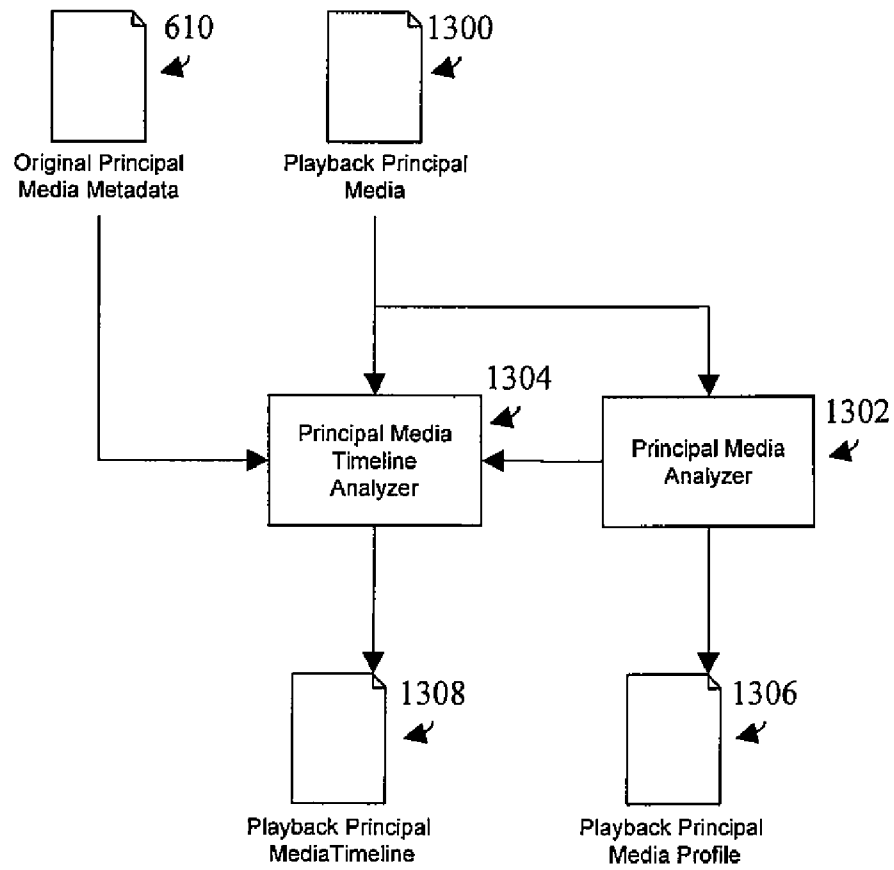 610
1300
Original Principal
Media Metadata
Playback Principal
Media
1304
1302
Principal Media
Timeline
Analyzer
Principal Media
Analyzer
1308
1306
Playback Principal
MediaTimeline
Playback Principal
Media Profile